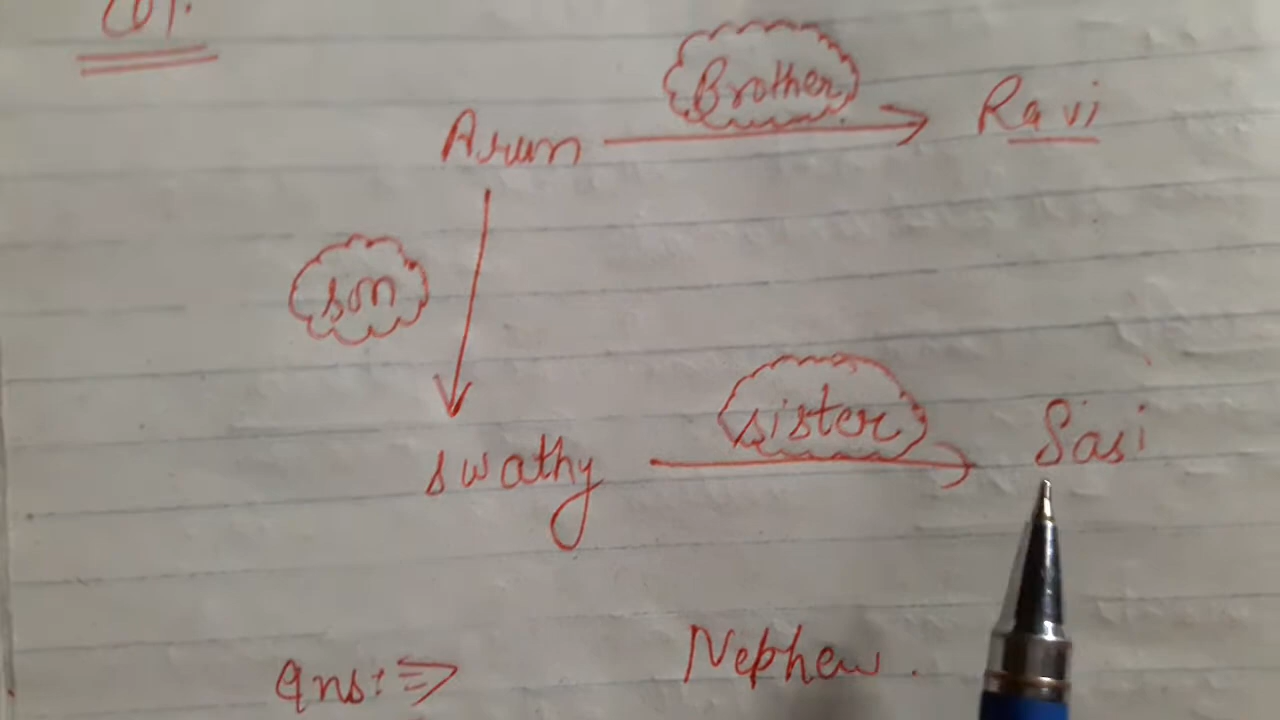 Brother
Arun Ravi
son
sister
swathy Sasi
Ans:⇒ Nephew.